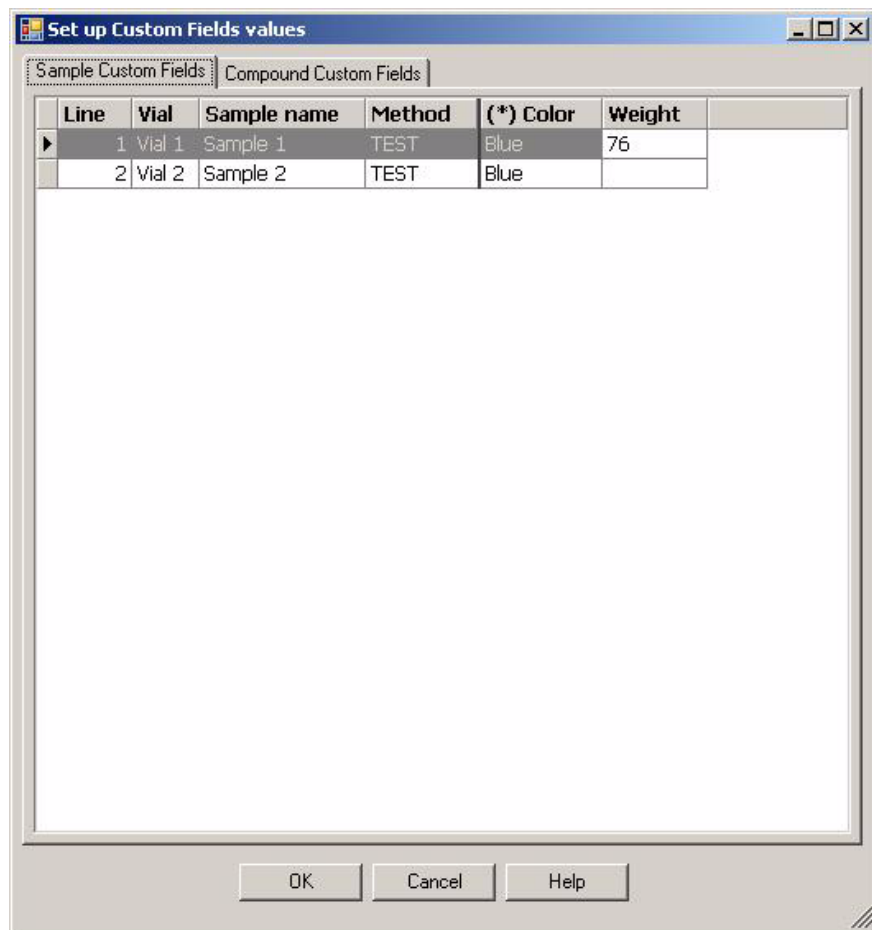 Set up Custom Fields values
Sample Custom Fields Compound Custom Fields
Line Vial Sample name Method (*) Color Weight
1 Vial 1 Sample 1 TEST Blue 76
2 Vial 2 Sample 2 TEST Blue
OK Cancel Help